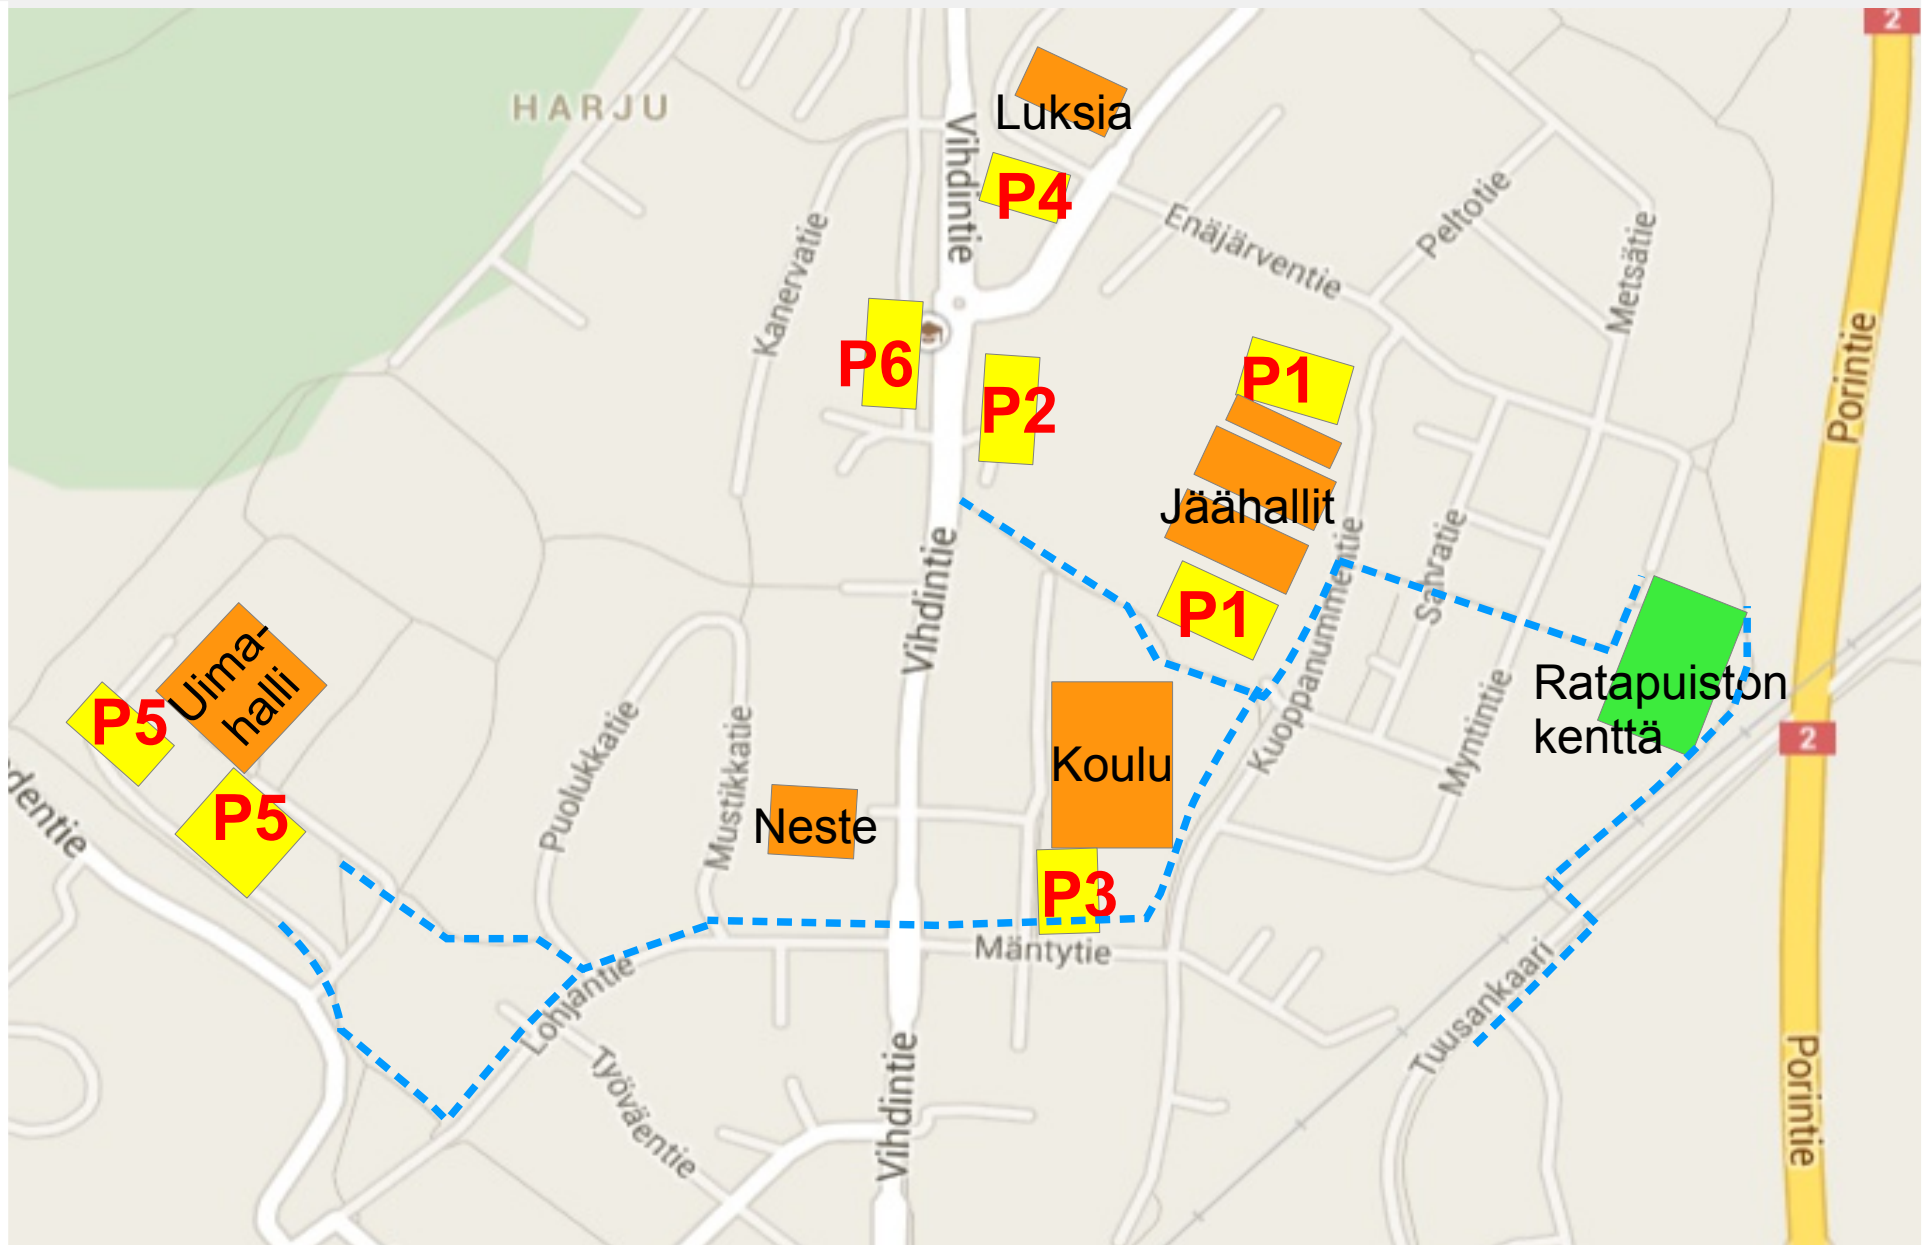 2
HARJU
Luksia
Vihdintie
P4
Peltotie
Enäjärventie
Kanervatie
Metsätie
P6
P2
P1
Porintie
Jäähallit
Vihdintie
P1
Kuoppanummentie
Sahratie
Uima-
halli
P5
P5
Ratapuiston
kenttä
2
Koulu
Myntintie
Puolukkatie
Mustikkatie
Neste
dentie
P3
Mäntytie
Lohjantie
Tuusankaari
Työväentie
Vihdintie
Porintie